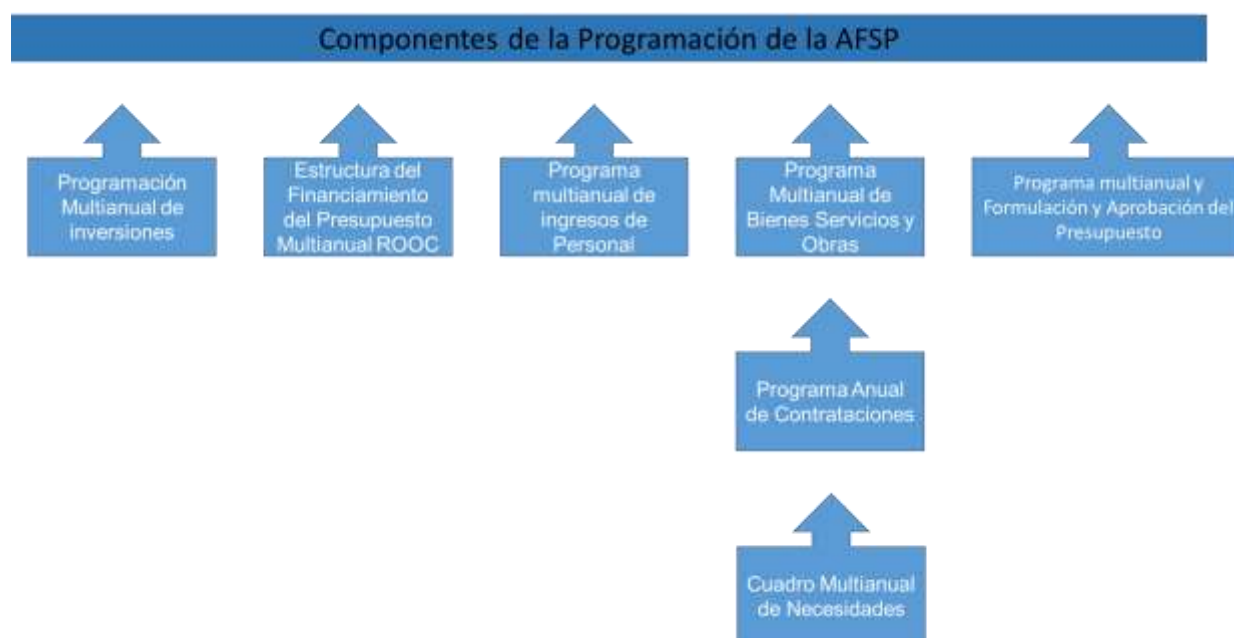 Componentes de la Programación de la AFSP
Programación
Multianual de
inversiones
Estructura del
Financiamiento
del Presupuesto
Multianual ROOC
Programa
multianual de
ingresos de
Personal
Programa
Multianual de
Bienes Servicios y
Obras
Programa multianual y
Formulación y Aprobación del
Presupuesto
Programa Anual
de Contrataciones
Cuadro Multianual
de Necesidades